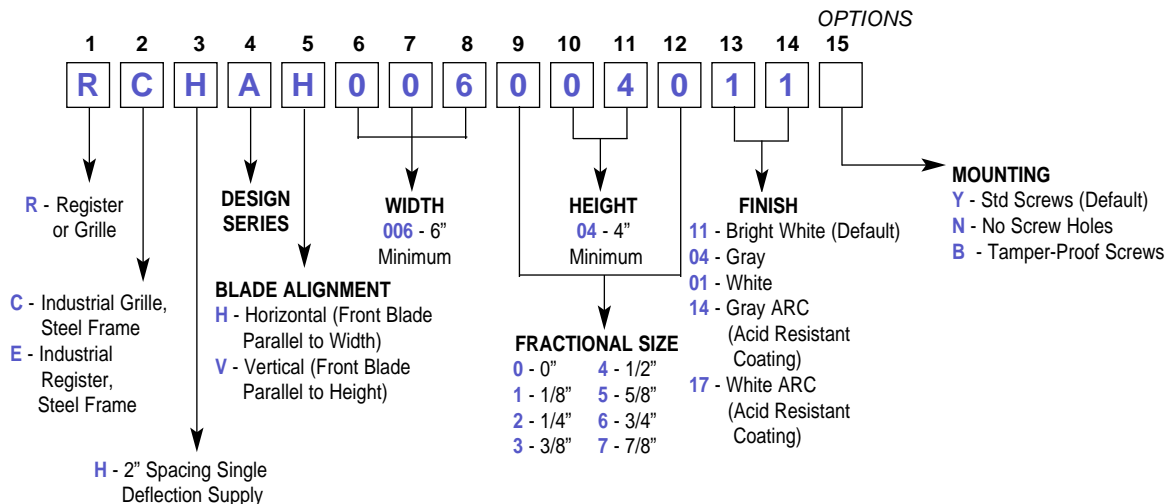 OPTIONS
1 2 3 4 5 6 7 8 9 10 11 12 13 14 15
R C H A H 0 0 6 0 0 4 0 1 1
R - Register
or Grille
C - Industrial Grille,
Steel Frame
E - Industrial
Register,
Steel Frame
H - 2” Spacing Single
Deflection Supply
DESIGN
SERIES
BLADE ALIGNMENT
H - Horizontal (Front Blade
Parallel to Width)
V - Vertical (Front Blade
Parallel to Height)
WIDTH
006 - 6”
Minimum
HEIGHT
04 - 4”
Minimum
FRACTIONAL SIZE
0 - 0” 4 - 1/2”
1 - 1/8” 5 - 5/8”
2 - 1/4” 6 - 3/4”
3 - 3/8” 7 - 7/8”
FINISH
11 - Bright White (Default)
04 - Gray
01 - White
14 - Gray ARC
(Acid Resistant
Coating)
17 - White ARC
(Acid Resistant
Coating)
MOUNTING
Y - Std Screws (Default)
N - No Screw Holes
B - Tamper-Proof Screws